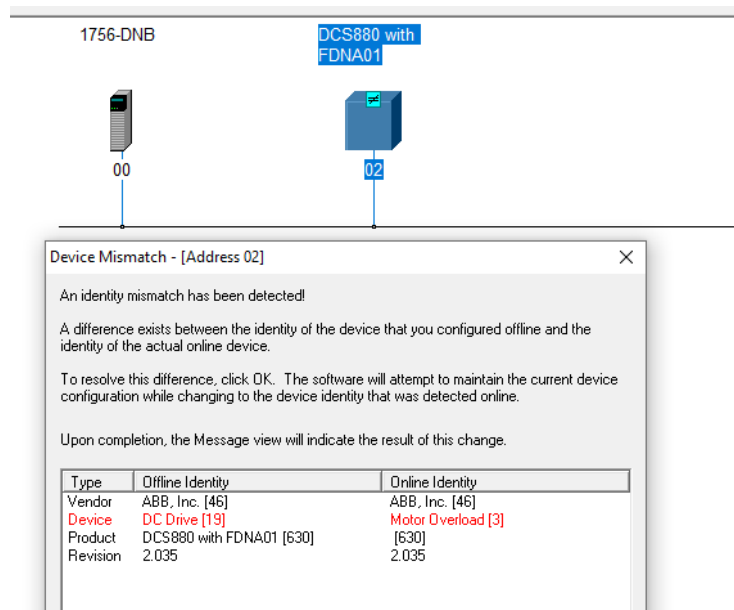 1756-DNB
DCS880 with
FDNA01
≠
00
02
Device Mismatch - [Address 02]
An identity mismatch has been detected!
A difference exists between the identity of the device that you configured offline and the
identity of the actual online device.
To resolve this difference, click OK. The software will attempt to maintain the current device
configuration while changing to the device identity that was detected online.
Upon completion, the Message view will indicate the result of this change.
Type Offline Identity Online Identity
Vendor ABB, Inc. [46] ABB, Inc. [46]
Device DC Drive [19] Motor Overload [3]
Product DCS880 with FDNA01 [630] [630]
Revision 2.035 2.035